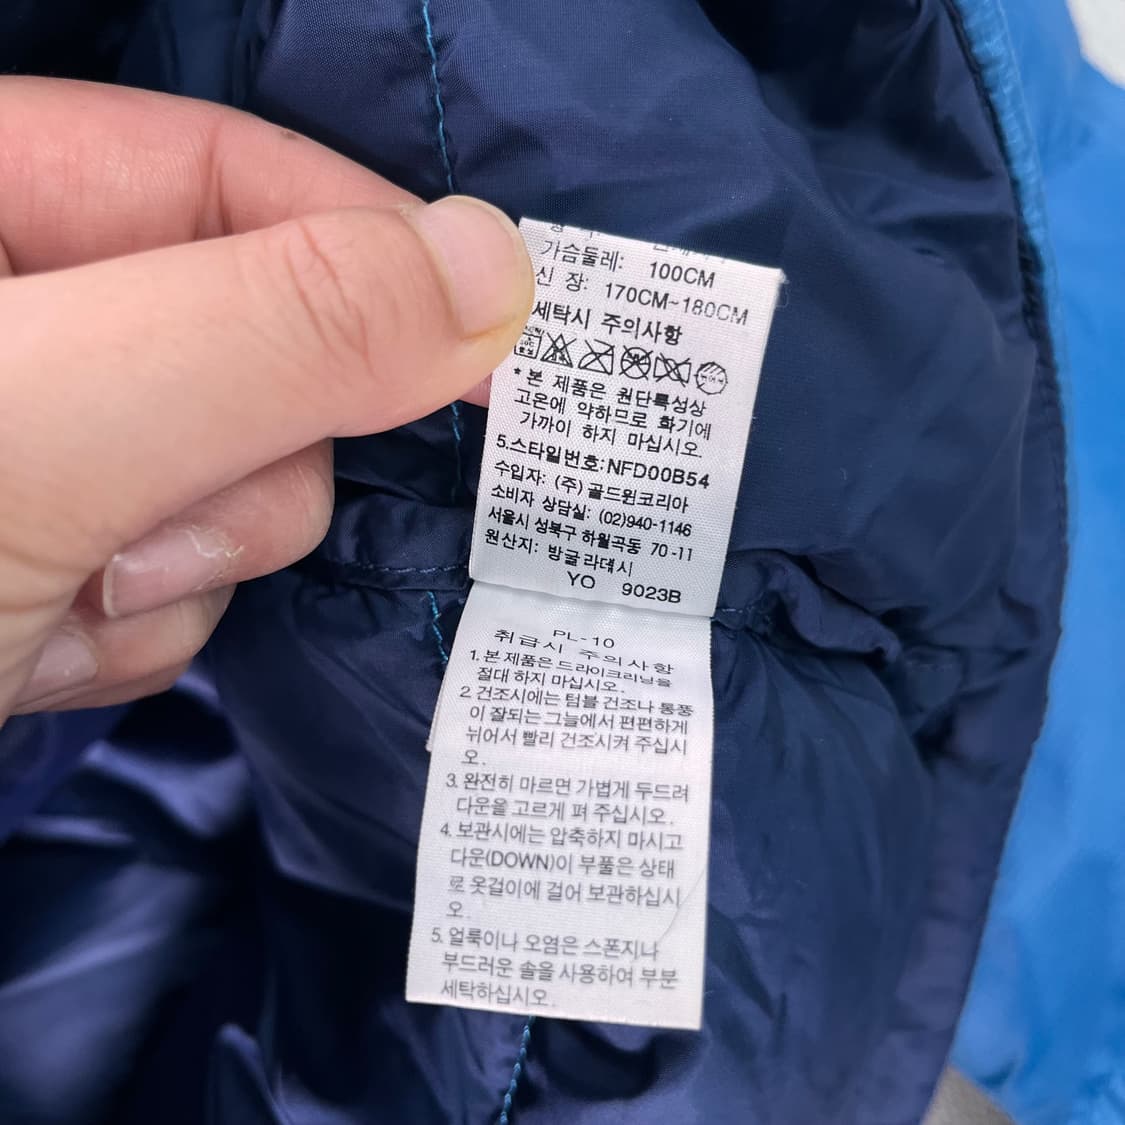 가슴둘레: 100CM
신 장: 170CM~180CM
세탁시 주의사항
*본 제품은 원단특성상
고온에 약하므로 화기에
가까이 하지 마십시오.
5.스타일번호:NFD00B54
수입자: (주)골드윈코리아
소비자 상담실: (02)940-1146
서울시 성북구 하월곡동 70-11
원산지: 방글라데시
YO 9023B
PL-10
취급시 주의사항
1. 본 제품은 드라이크리닝을
절대 하지 마십시오.
2 건조시에는 텀블 건조나 통풍
이 잘되는 그늘에서 편편하게
뉘어서 빨리 건조시켜 주십시
오.
3. 완전히 마르면 가볍게 두드려
다운을 고르게 펴 주십시오.
4. 보관시에는 압축하지 마시고
다운(DOWN)이 부풀은 상태
로 옷걸이에 걸어 보관하십시
오.
5. 얼룩이나 오염은 스폰지나
부드러운 솔을 사용하여 부분
세탁하십시오.